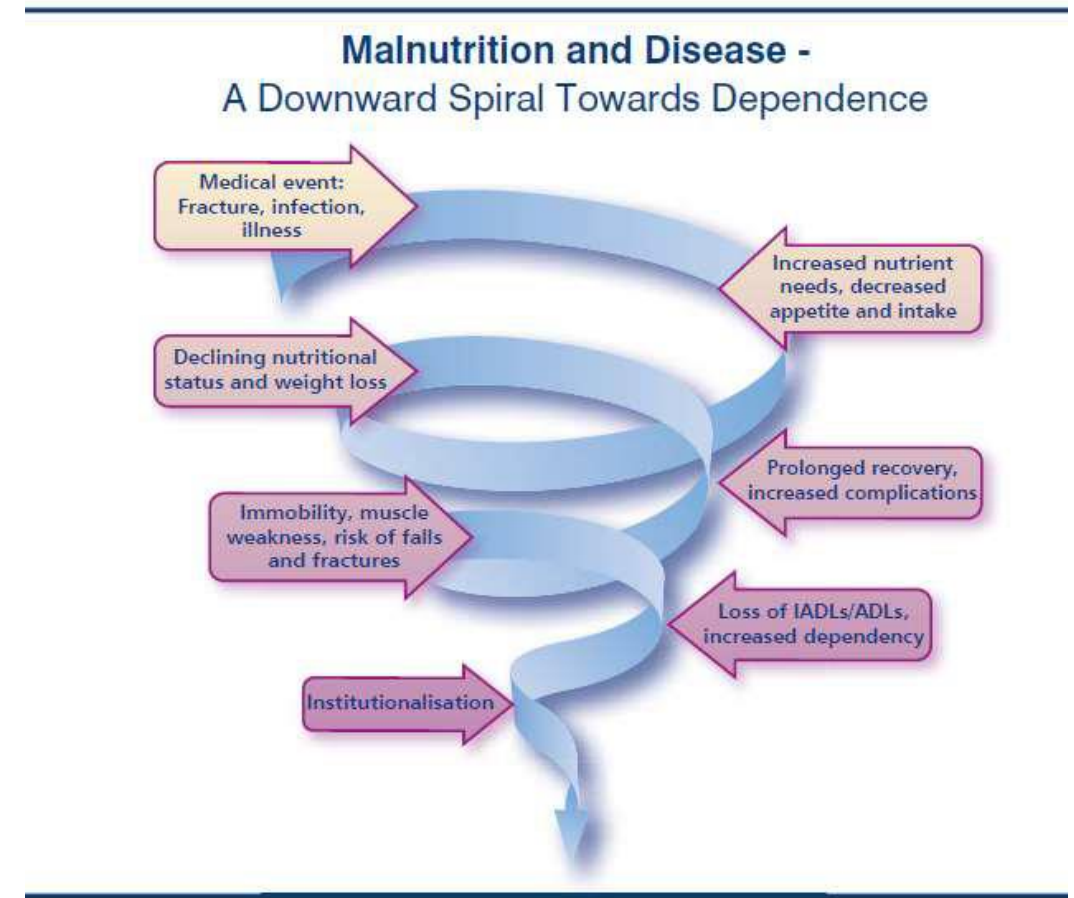 Malnutrition and Disease -
A Downward Spiral Towards Dependence
Medical event:
Fracture, infection,
illness
Increased nutrient
needs, decreased
appetite and intake
Declining nutritional
status and weight loss
Prolonged recovery,
increased complications
Immobility, muscle
weakness, risk of falls
and fractures
Loss of IADLs/ADLs,
increased dependency
Institutionalisation